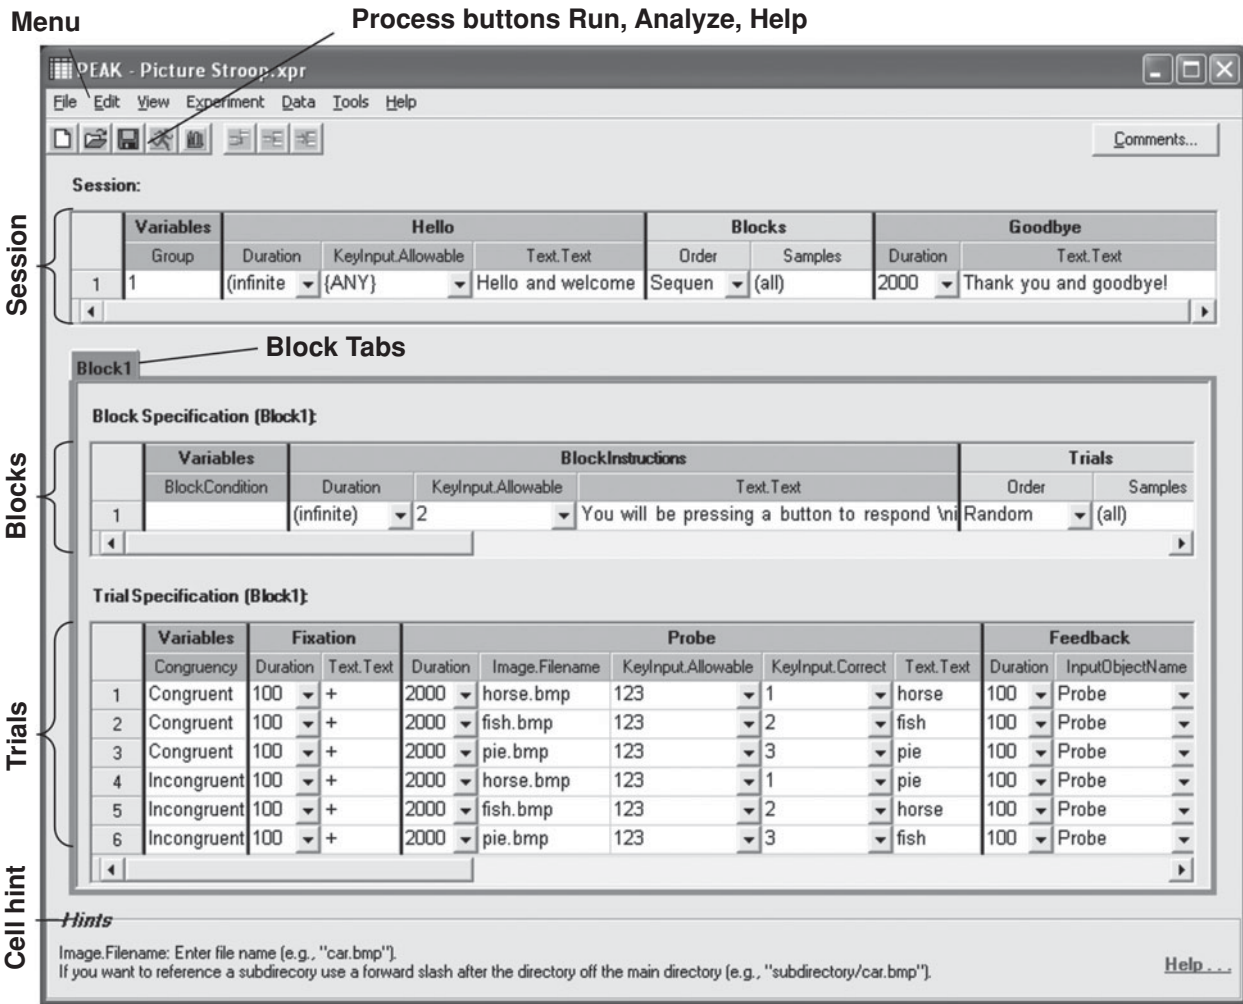 Menu
Process buttons Run, Analyze, Help
PEAK - Picture Stroop.xpr
File Edit View Experiment Data Tools Help
Comments...
Session:
Session
Variables Hello Blocks Goodbye
Group Duration KeyInput.Allowable Text.Text Order Samples Duration Text.Text
1 1 (infinite {ANY} Hello and welcome Sequen (all) 2000 Thank you and goodbye!
Block Tabs
Block1
Block Specification (Block1):
Blocks
Variables BlockInstructions Trials
BlockCondition Duration KeyInput.Allowable Text.Text Order Samples
1 (infinite) 2 You will be pressing a button to respond \ni Random (all)
Trial Specification (Block1):
Trials
Variables Fixation Probe Feedback
Congruency Duration Text.Text Duration Image.Filename KeyInput.Allowable KeyInput.Correct Text.Text Duration InputObjectName
1 Congruent 100 + 2000 horse.bmp 123 1 horse 100 Probe
2 Congruent 100 + 2000 fish.bmp 123 2 fish 100 Probe
3 Congruent 100 + 2000 pie.bmp 123 3 pie 100 Probe
4 Incongruent 100 + 2000 horse.bmp 123 1 pie 100 Probe
5 Incongruent 100 + 2000 fish.bmp 123 2 horse 100 Probe
6 Incongruent 100 + 2000 pie.bmp 123 3 fish 100 Probe
Cell hint
Hints
Image.Filename: Enter file name (e.g., "car.bmp").
If you want to reference a subdirecory use a forward slash after the directory off the main directory (e.g., "subdirectory/car.bmp").
Help . . .